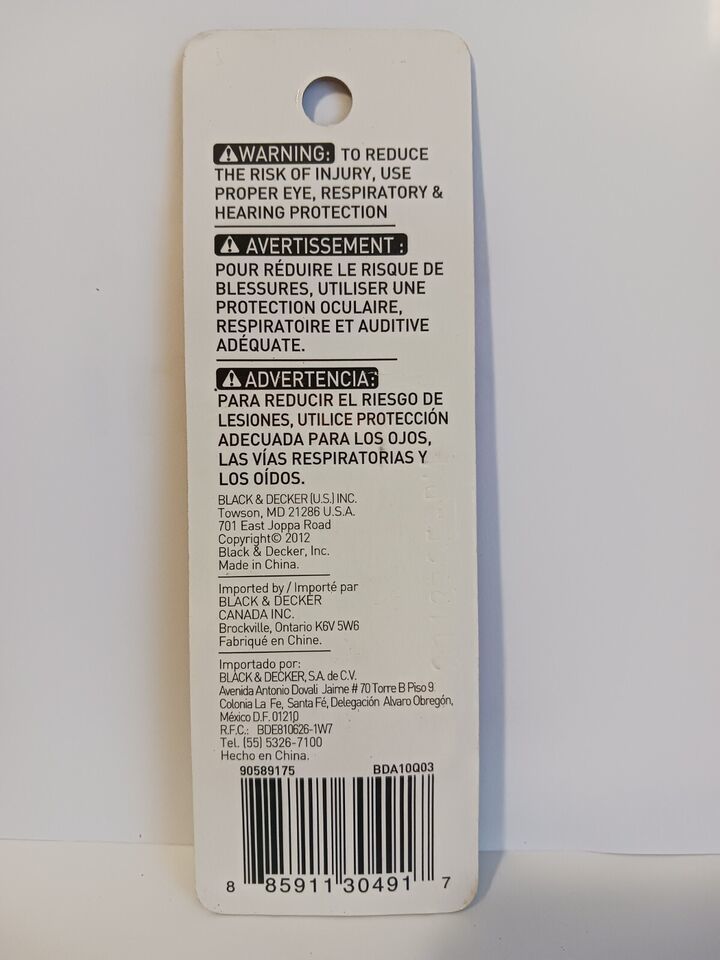 ⚠WARNING: TO REDUCE
THE RISK OF INJURY, USE
PROPER EYE, RESPIRATORY &
HEARING PROTECTION
⚠ AVERTISSEMENT :
POUR RÉDUIRE LE RISQUE DE
BLESSURES, UTILISER UNE
PROTECTION OCULAIRE,
RESPIRATOIRE ET AUDITIVE
ADÉQUATE.
⚠ ADVERTENCIA:
PARA REDUCIR EL RIESGO DE
LESIONES, UTILICE PROTECCIÓN
ADECUADA PARA LOS OJOS,
LAS VÍAS RESPIRATORIAS Y
LOS OÍDOS.
BLACK & DECKER (U.S.) INC.
Towson, MD 21286 U.S.A.
701 East Joppa Road
Copyright© 2012
Black & Decker, Inc.
Made in China.
Imported by / Importé par
BLACK & DECKER
CANADA INC.
Brockville, Ontario K6V 5W6
Fabriqué en Chine.
Importado por:
BLACK & DECKER, S.A. de C.V.
Avenida Antonio Dovali Jaime # 70 Torre B Piso 9
Colonia La Fe, Santa Fé, Delegación Alvaro Obregón,
México D.F. 01210
R.F.C.: BDE810626-1W7
Tel. (55) 5326-7100
Hecho en China.
90589175 BDA10Q03
8 85911 30491 7